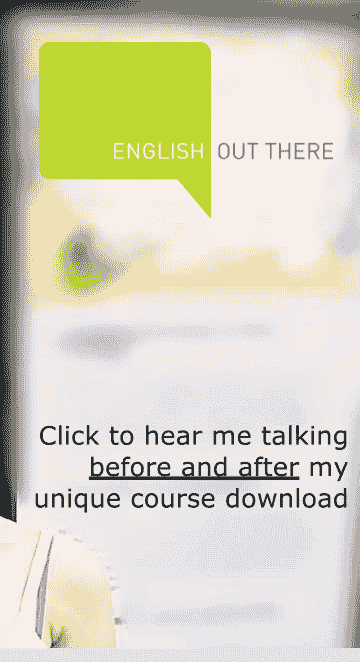 ENGLISH OUT THERE
Click to hear me talking
before and after my
unique course download